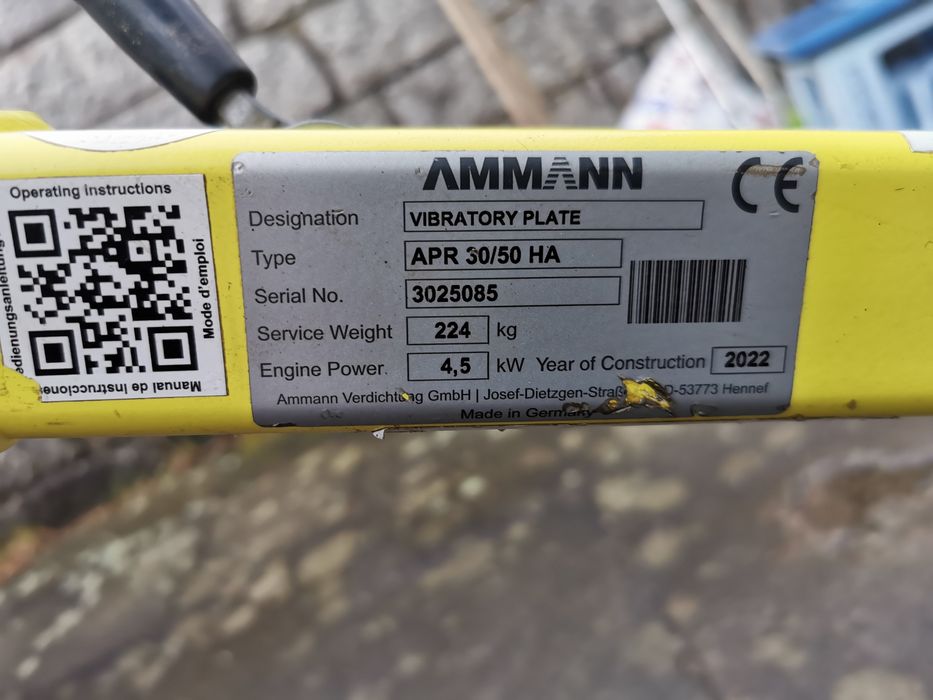 Operating instructions
Mode d'emploi
Manual de instrucciones
AMMANN
CE
Designation VIBRATORY PLATE
Type APR 30/50 HA
Serial No. 3025085
Service Weight 224 kg
Engine Power 4,5 kW Year of Construction 2022
Ammann Verdichtung GmbH | Josef-Dietzgen-Straße D-53773 Hennef
Made in Germany